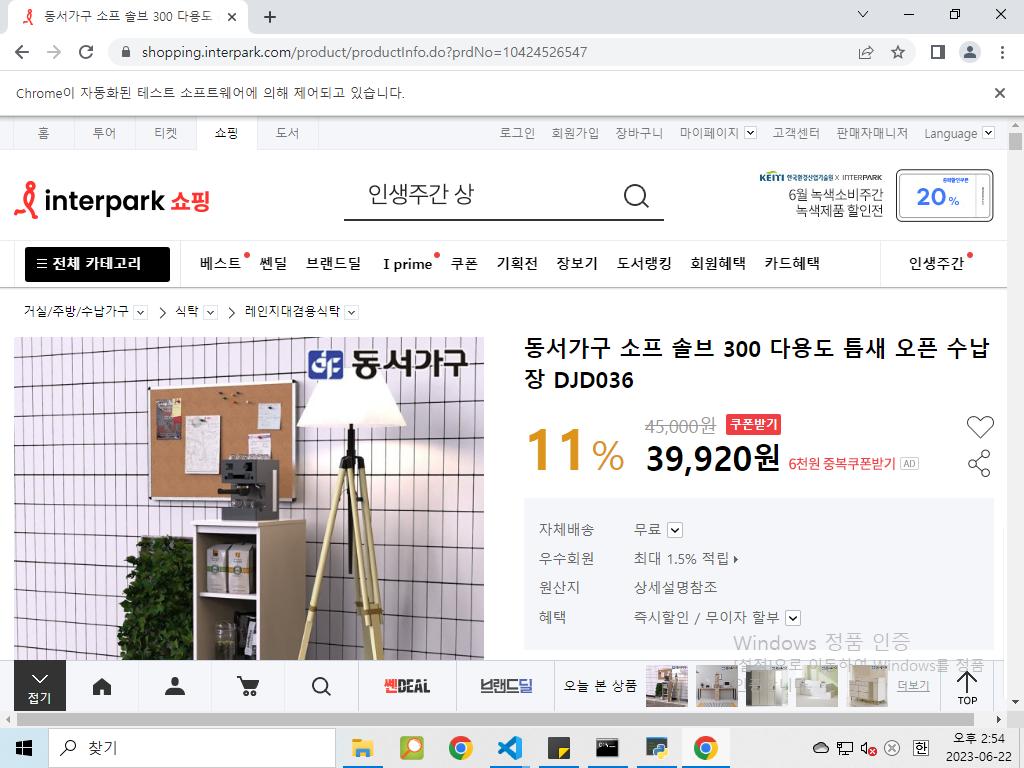 동서가구 소프 솔브 300 다용도
shopping.interpark.com/product/productInfo.do?prdNo=10424526547
Chrome이 자동화된 테스트 소프트웨어에 의해 제어되고 있습니다.
홈 투어 티켓 쇼핑 도서 로그인 회원가입 장바구니 마이페이지 고객센터 판매자매니저 Language
interpark 쇼핑
인생주간 상
KEITI 한국환경산업기술원 X INTERPARK
6월 녹색소비주간
녹색제품 할인전
중복할인쿠폰
20%
전체 카테고리 베스트 쎈딜 브랜드딜 I prime 쿠폰 기획전 장보기 도서랭킹 회원혜택 카드혜택 인생주간
거실/주방/수납가구 식탁 레인지대겸용식탁
동서가구
동서가구 소프 솔브 300 다용도 틈새 오픈 수납
장 DJD036
45,000원 쿠폰받기
11% 39,920원 6천원 중복쿠폰받기 AD
자체배송 무료
우수회원 최대 1.5% 적립
원산지 상세설명참조
혜택 즉시할인 / 무이자 할부
Windows 정품 인증
[설정]으로 이동하여 Windows를 정품
접기 쎈DEAL 브랜드딜 오늘 본 상품 더보기 TOP
찾기
한
오후 2:54
2023-06-22